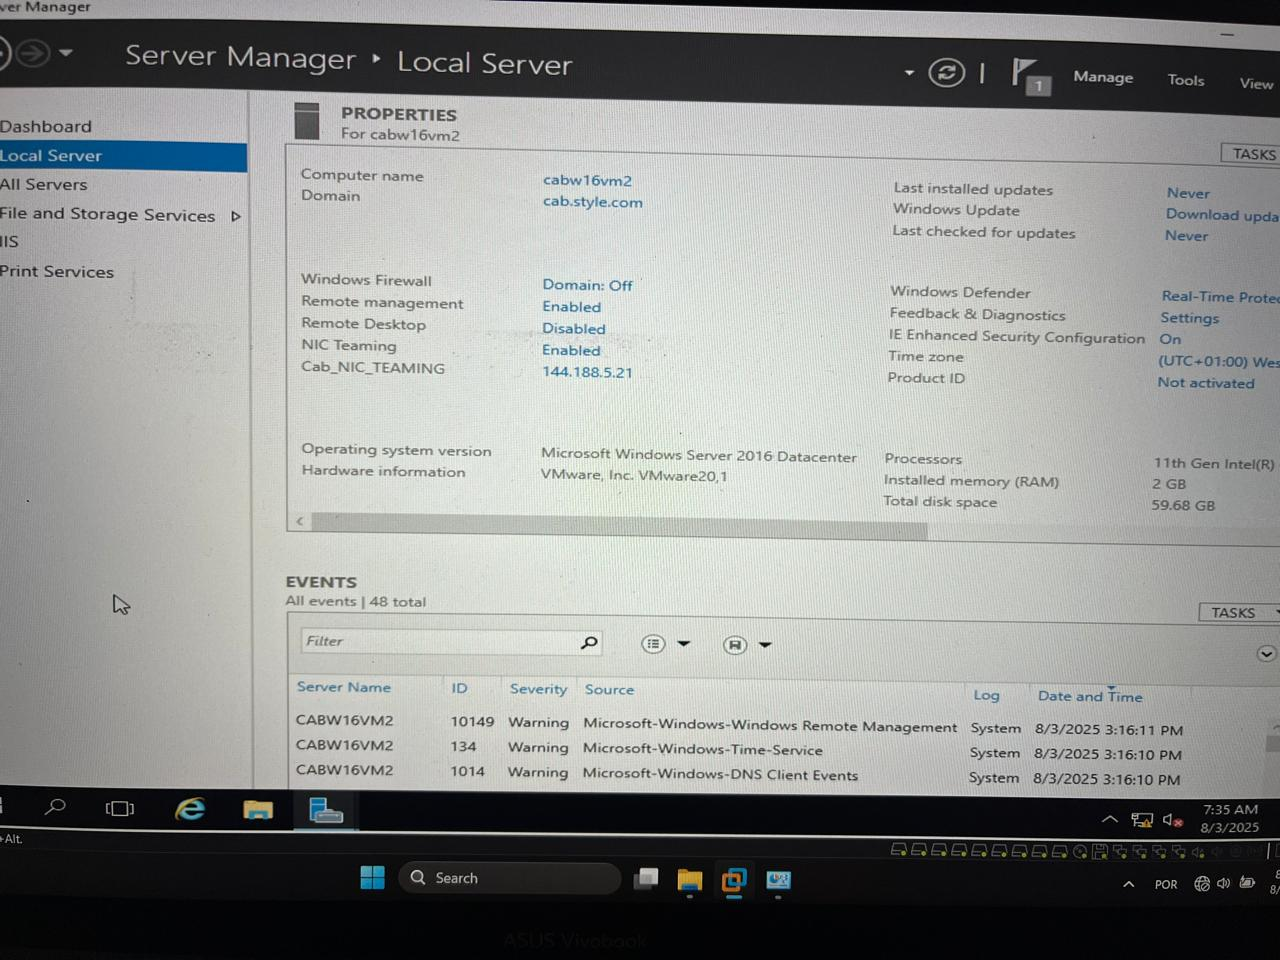 ver Manager
Server Manager ‣ Local Server
1
Manage
Tools
View
Dashboard
Local Server
All Servers
File and Storage Services
IIS
Print Services
PROPERTIES
For cabw16vm2
TASKS
Computer name cabw16vm2
Domain cab.style.com
Last installed updates Never
Windows Update Download upda
Last checked for updates Never
Windows Firewall Domain: Off
Remote management Enabled
Remote Desktop Disabled
NIC Teaming Enabled
Cab_NIC_TEAMING 144.188.5.21
Windows Defender Real-Time Protec
Feedback & Diagnostics Settings
IE Enhanced Security Configuration On
Time zone (UTC+01:00) Wes
Product ID Not activated
Operating system version Microsoft Windows Server 2016 Datacenter
Hardware information VMware, Inc. VMware20,1
Processors 11th Gen Intel(R)
Installed memory (RAM) 2 GB
Total disk space 59.68 GB
EVENTS
All events | 48 total
TASKS
Filter
Server Name ID Severity Source Log Date and Time
CABW16VM2 10149 Warning Microsoft-Windows-Windows Remote Management System 8/3/2025 3:16:11 PM
CABW16VM2 134 Warning Microsoft-Windows-Time-Service System 8/3/2025 3:16:10 PM
CABW16VM2 1014 Warning Microsoft-Windows-DNS Client Events System 8/3/2025 3:16:10 PM
7:35 AM
8/3/2025
+Alt.
Search
POR
ASUS Vivobook